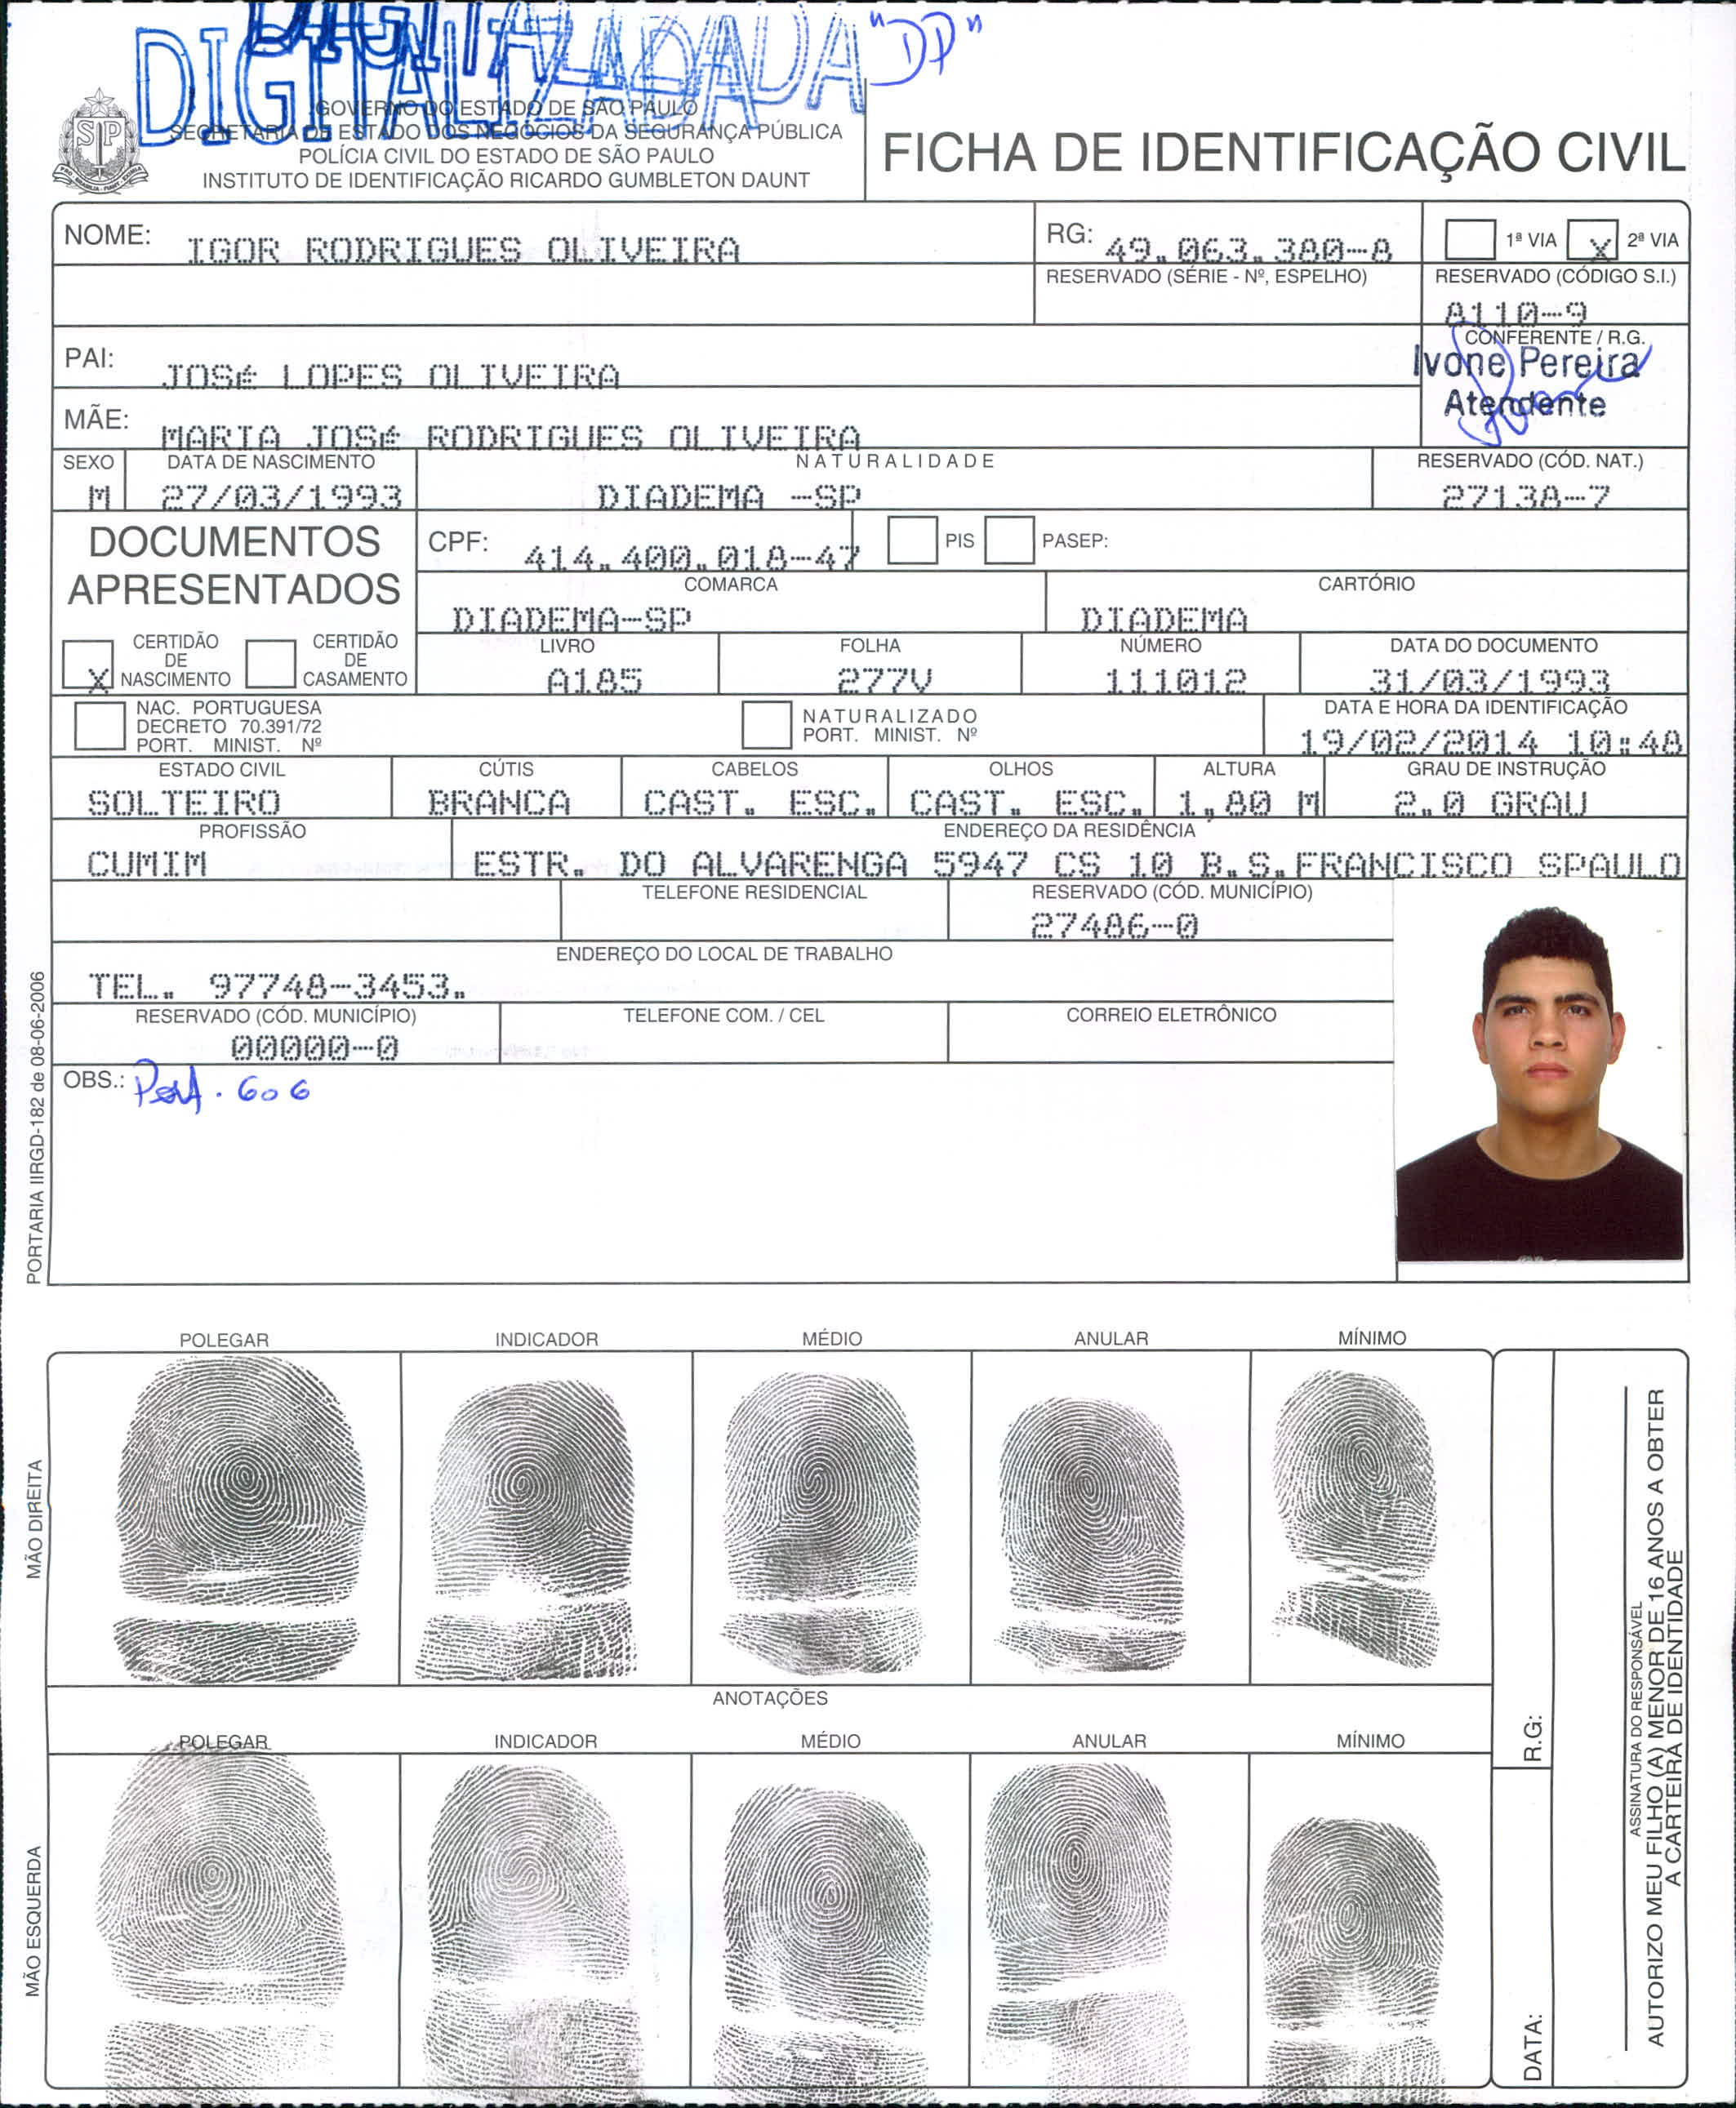 DIGITALIZADA
"DP"
GOVERNO DO ESTADO DE SÃO PAULO
SECRETARIA DE ESTADO DOS NEGÓCIOS DA SEGURANÇA PÚBLICA
POLÍCIA CIVIL DO ESTADO DE SÃO PAULO
INSTITUTO DE IDENTIFICAÇÃO RICARDO GUMBLETON DAUNT
SP
FICHA DE IDENTIFICAÇÃO CIVIL
NOME: IGOR RODRIGUES OLIVEIRA
RG: 49.063.380-8
1ª VIA X 2ª VIA
RESERVADO (SÉRIE - Nº, ESPELHO)
RESERVADO (CÓDIGO S.I.)
A110-9
PAI: JOSé LOPES OLIVEIRA
CONFERENTE / R.G.
Ivone Pereira
Atendente
MÃE: MARIA JOSé RODRIGUES OLIVEIRA
SEXO DATA DE NASCIMENTO NATURALIDADE RESERVADO (CÓD. NAT.)
M 27/03/1993 DIADEMA -SP 27138-7
DOCUMENTOS
APRESENTADOS
CPF: 414.400.018-47 PIS PASEP:
COMARCA CARTÓRIO
DIADEMA-SP DIADEMA
X CERTIDÃO
DE
NASCIMENTO
CERTIDÃO
DE
CASAMENTO
LIVRO FOLHA NÚMERO DATA DO DOCUMENTO
A185 277V 111012 31/03/1993
NAC. PORTUGUESA
DECRETO 70.391/72
PORT. MINIST. Nº
NATURALIZADO
PORT. MINIST. Nº
DATA E HORA DA IDENTIFICAÇÃO
19/02/2014 10:48
ESTADO CIVIL CÚTIS CABELOS OLHOS ALTURA GRAU DE INSTRUÇÃO
SOLTEIRO BRANCA CAST. ESC. CAST. ESC. 1,80 M 2.0 GRAU
PROFISSÃO ENDEREÇO DA RESIDÊNCIA
CUMIM ESTR. DO ALVARENGA 5947 CS 10 B.S.FRANCISCO SPAULO
TELEFONE RESIDENCIAL RESERVADO (CÓD. MUNICÍPIO)
27486-0
ENDEREÇO DO LOCAL DE TRABALHO
TEL. 97748-3453.
RESERVADO (CÓD. MUNICÍPIO) TELEFONE COM. / CEL CORREIO ELETRÔNICO
00000-0
OBS.: Port. 606
PORTARIA IIRGD-182 de 08-06-2006
POLEGAR INDICADOR MÉDIO ANULAR MÍNIMO
MÃO DIREITA
ANOTAÇÕES
POLEGAR INDICADOR MÉDIO ANULAR MÍNIMO
MÃO ESQUERDA
R.G:
DATA:
ASSINATURA DO RESPONSÁVEL
AUTORIZO MEU FILHO (A) MENOR DE 16 ANOS A OBTER
A CARTEIRA DE IDENTIDADE